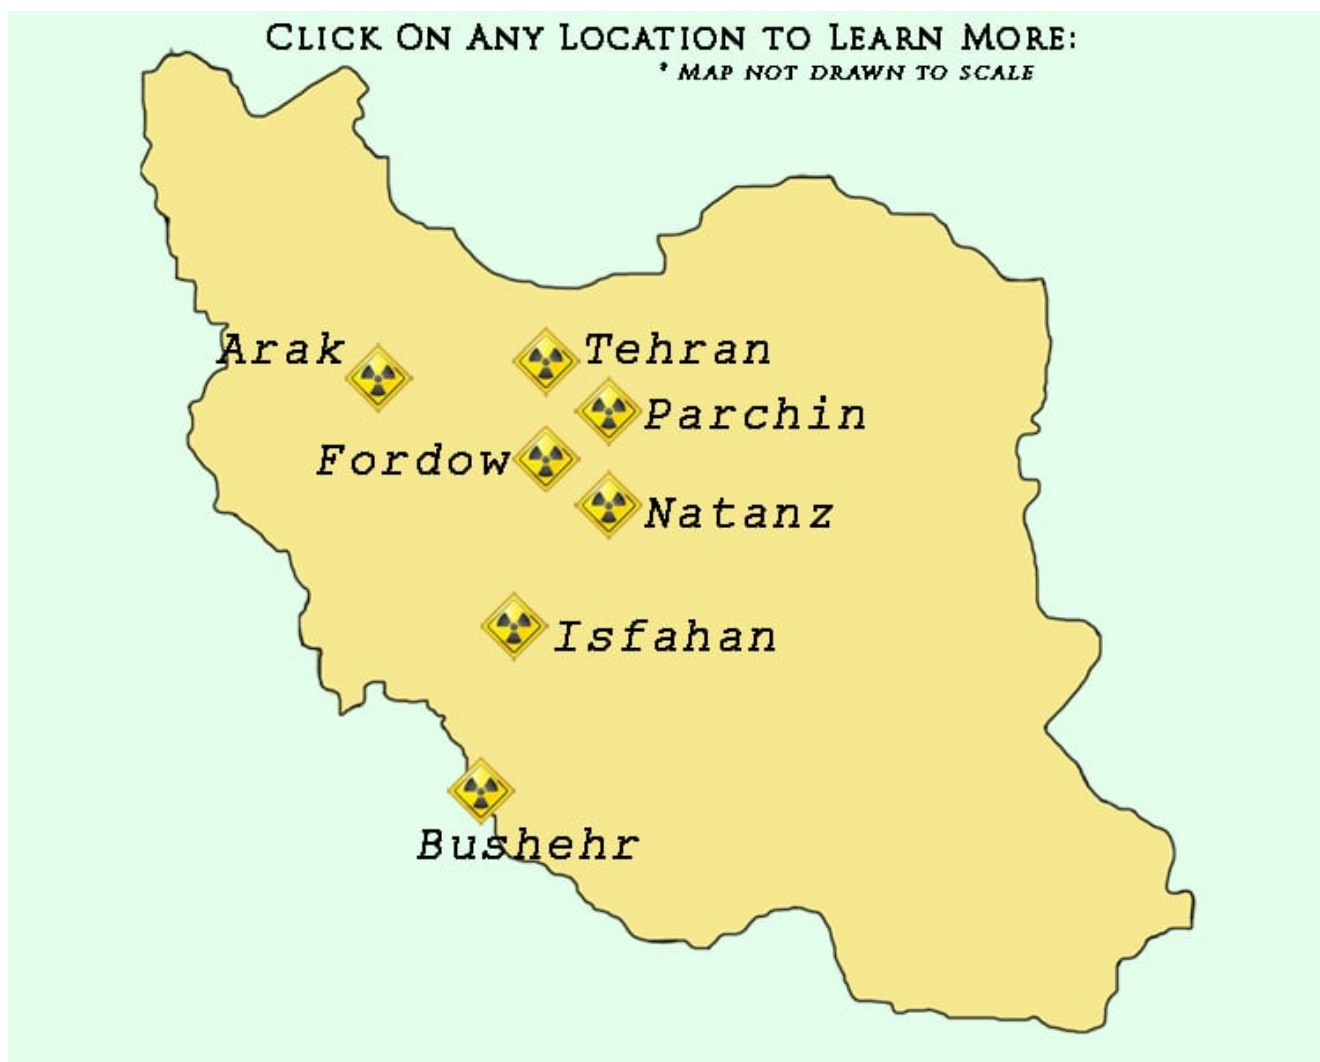 CLICK ON ANY LOCATION TO LEARN MORE:
* MAP NOT DRAWN TO SCALE
Arak
Tehran
Parchin
Fordow
Natanz
Isfahan
Bushehr